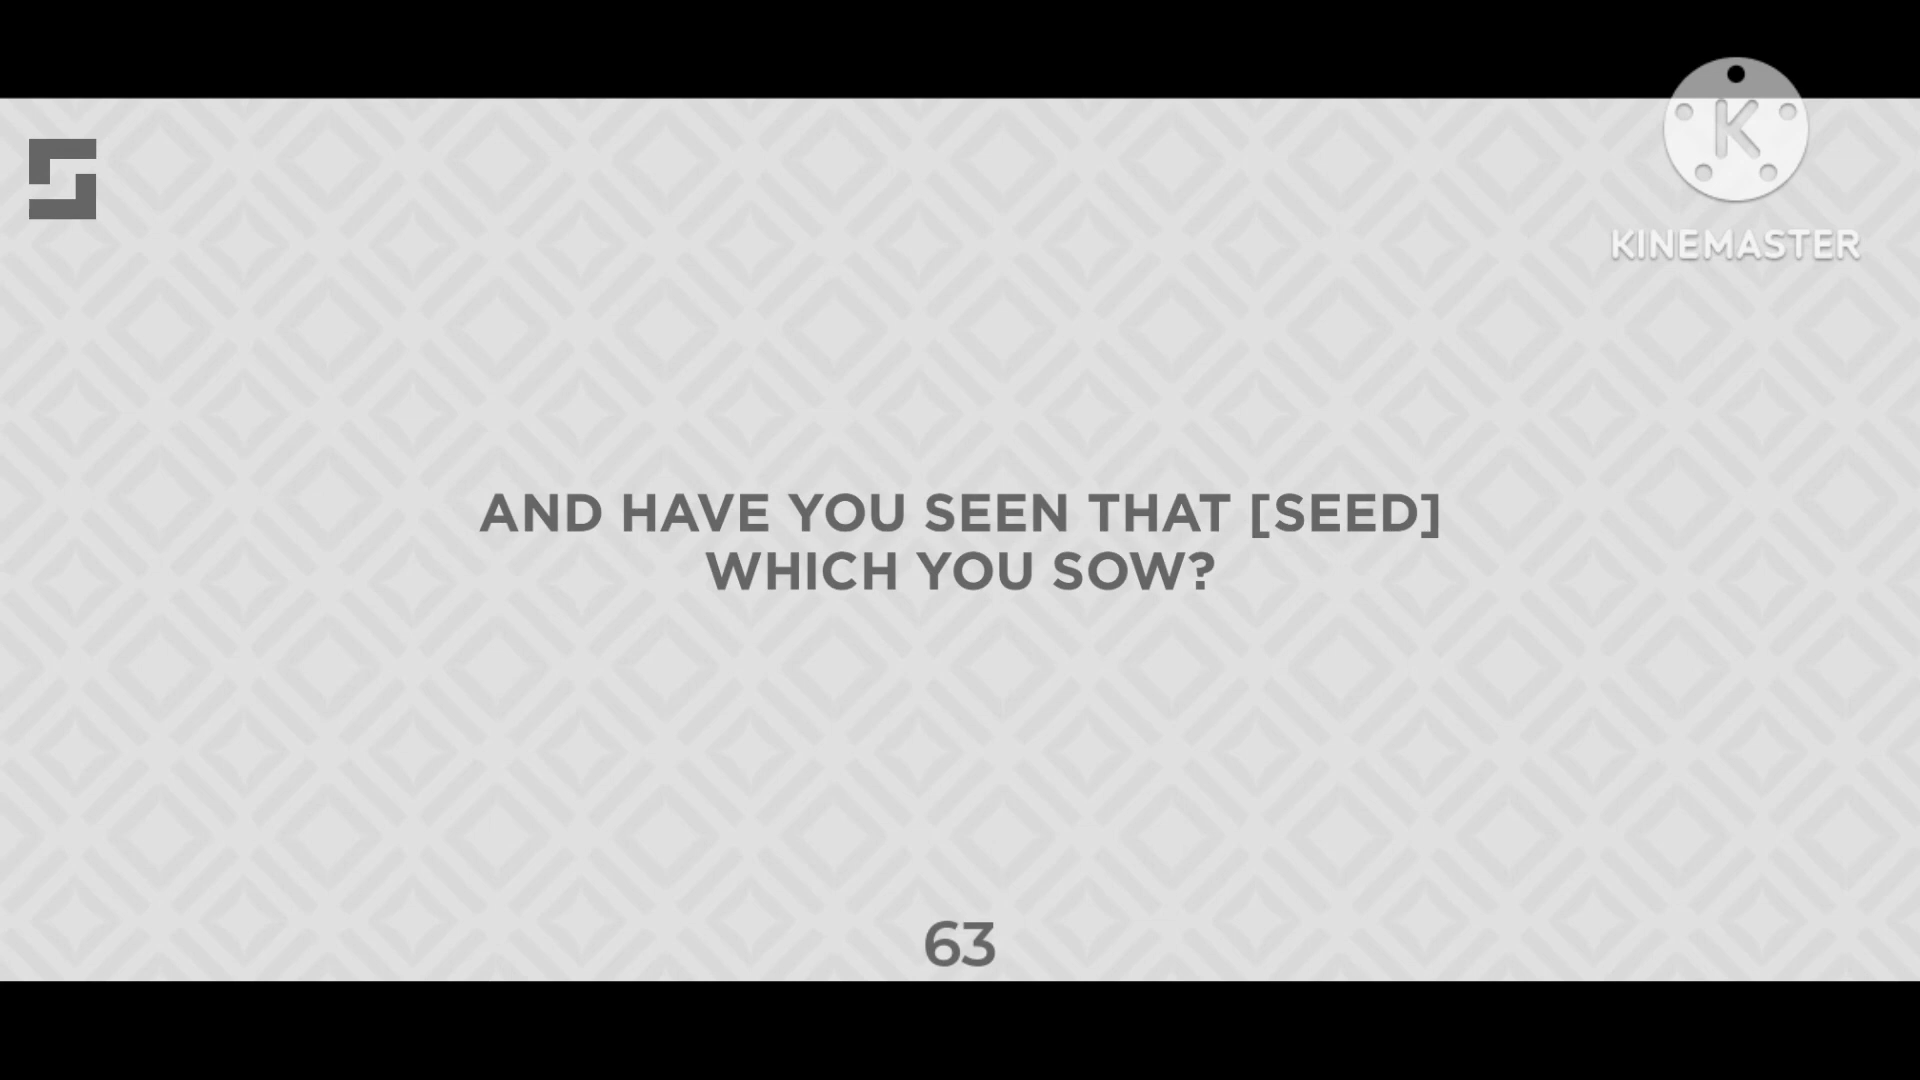 K
KINEMASTER
AND HAVE YOU SEEN THAT [SEED]
WHICH YOU SOW?
63